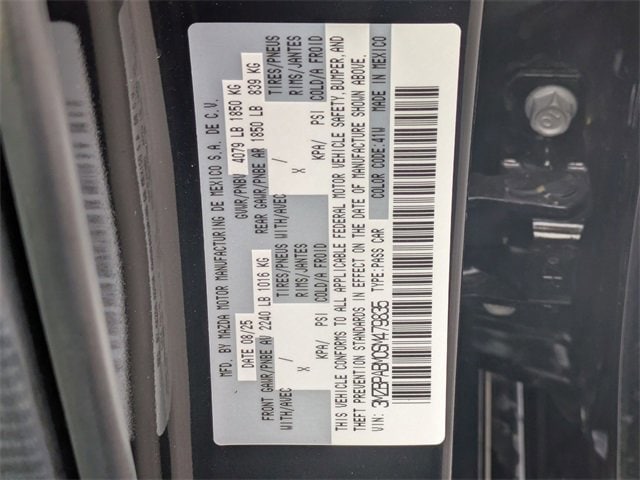 MFD. BY MAZDA MOTOR MANUFACTURING DE MEXICO S.A. DE C.V.
DATE 08/25 GVWR/PNBV 4079 LB 1850 KG
FRONT GAWR/PNBE AV 2240 LB 1016 KG REAR GAWR/PNBE AR 1850 LB 839 KG
WITH/AVEC TIRES/PNEUS WITH/AVEC TIRES/PNEUS
X / RIMS/JANTES X / RIMS/JANTES
KPA/ PSI COLD/A FROID KPA/ PSI COLD/A FROID
THIS VEHICLE CONFORMS TO ALL APPLICABLE FEDERAL MOTOR VEHICLE SAFETY, BUMPER, AND
THEFT PREVENTION STANDARDS IN EFFECT ON THE DATE OF MANUFACTURE SHOWN ABOVE.
VIN: TYPE:PASS CAR COLOR CODE:41W MADE IN MEXICO